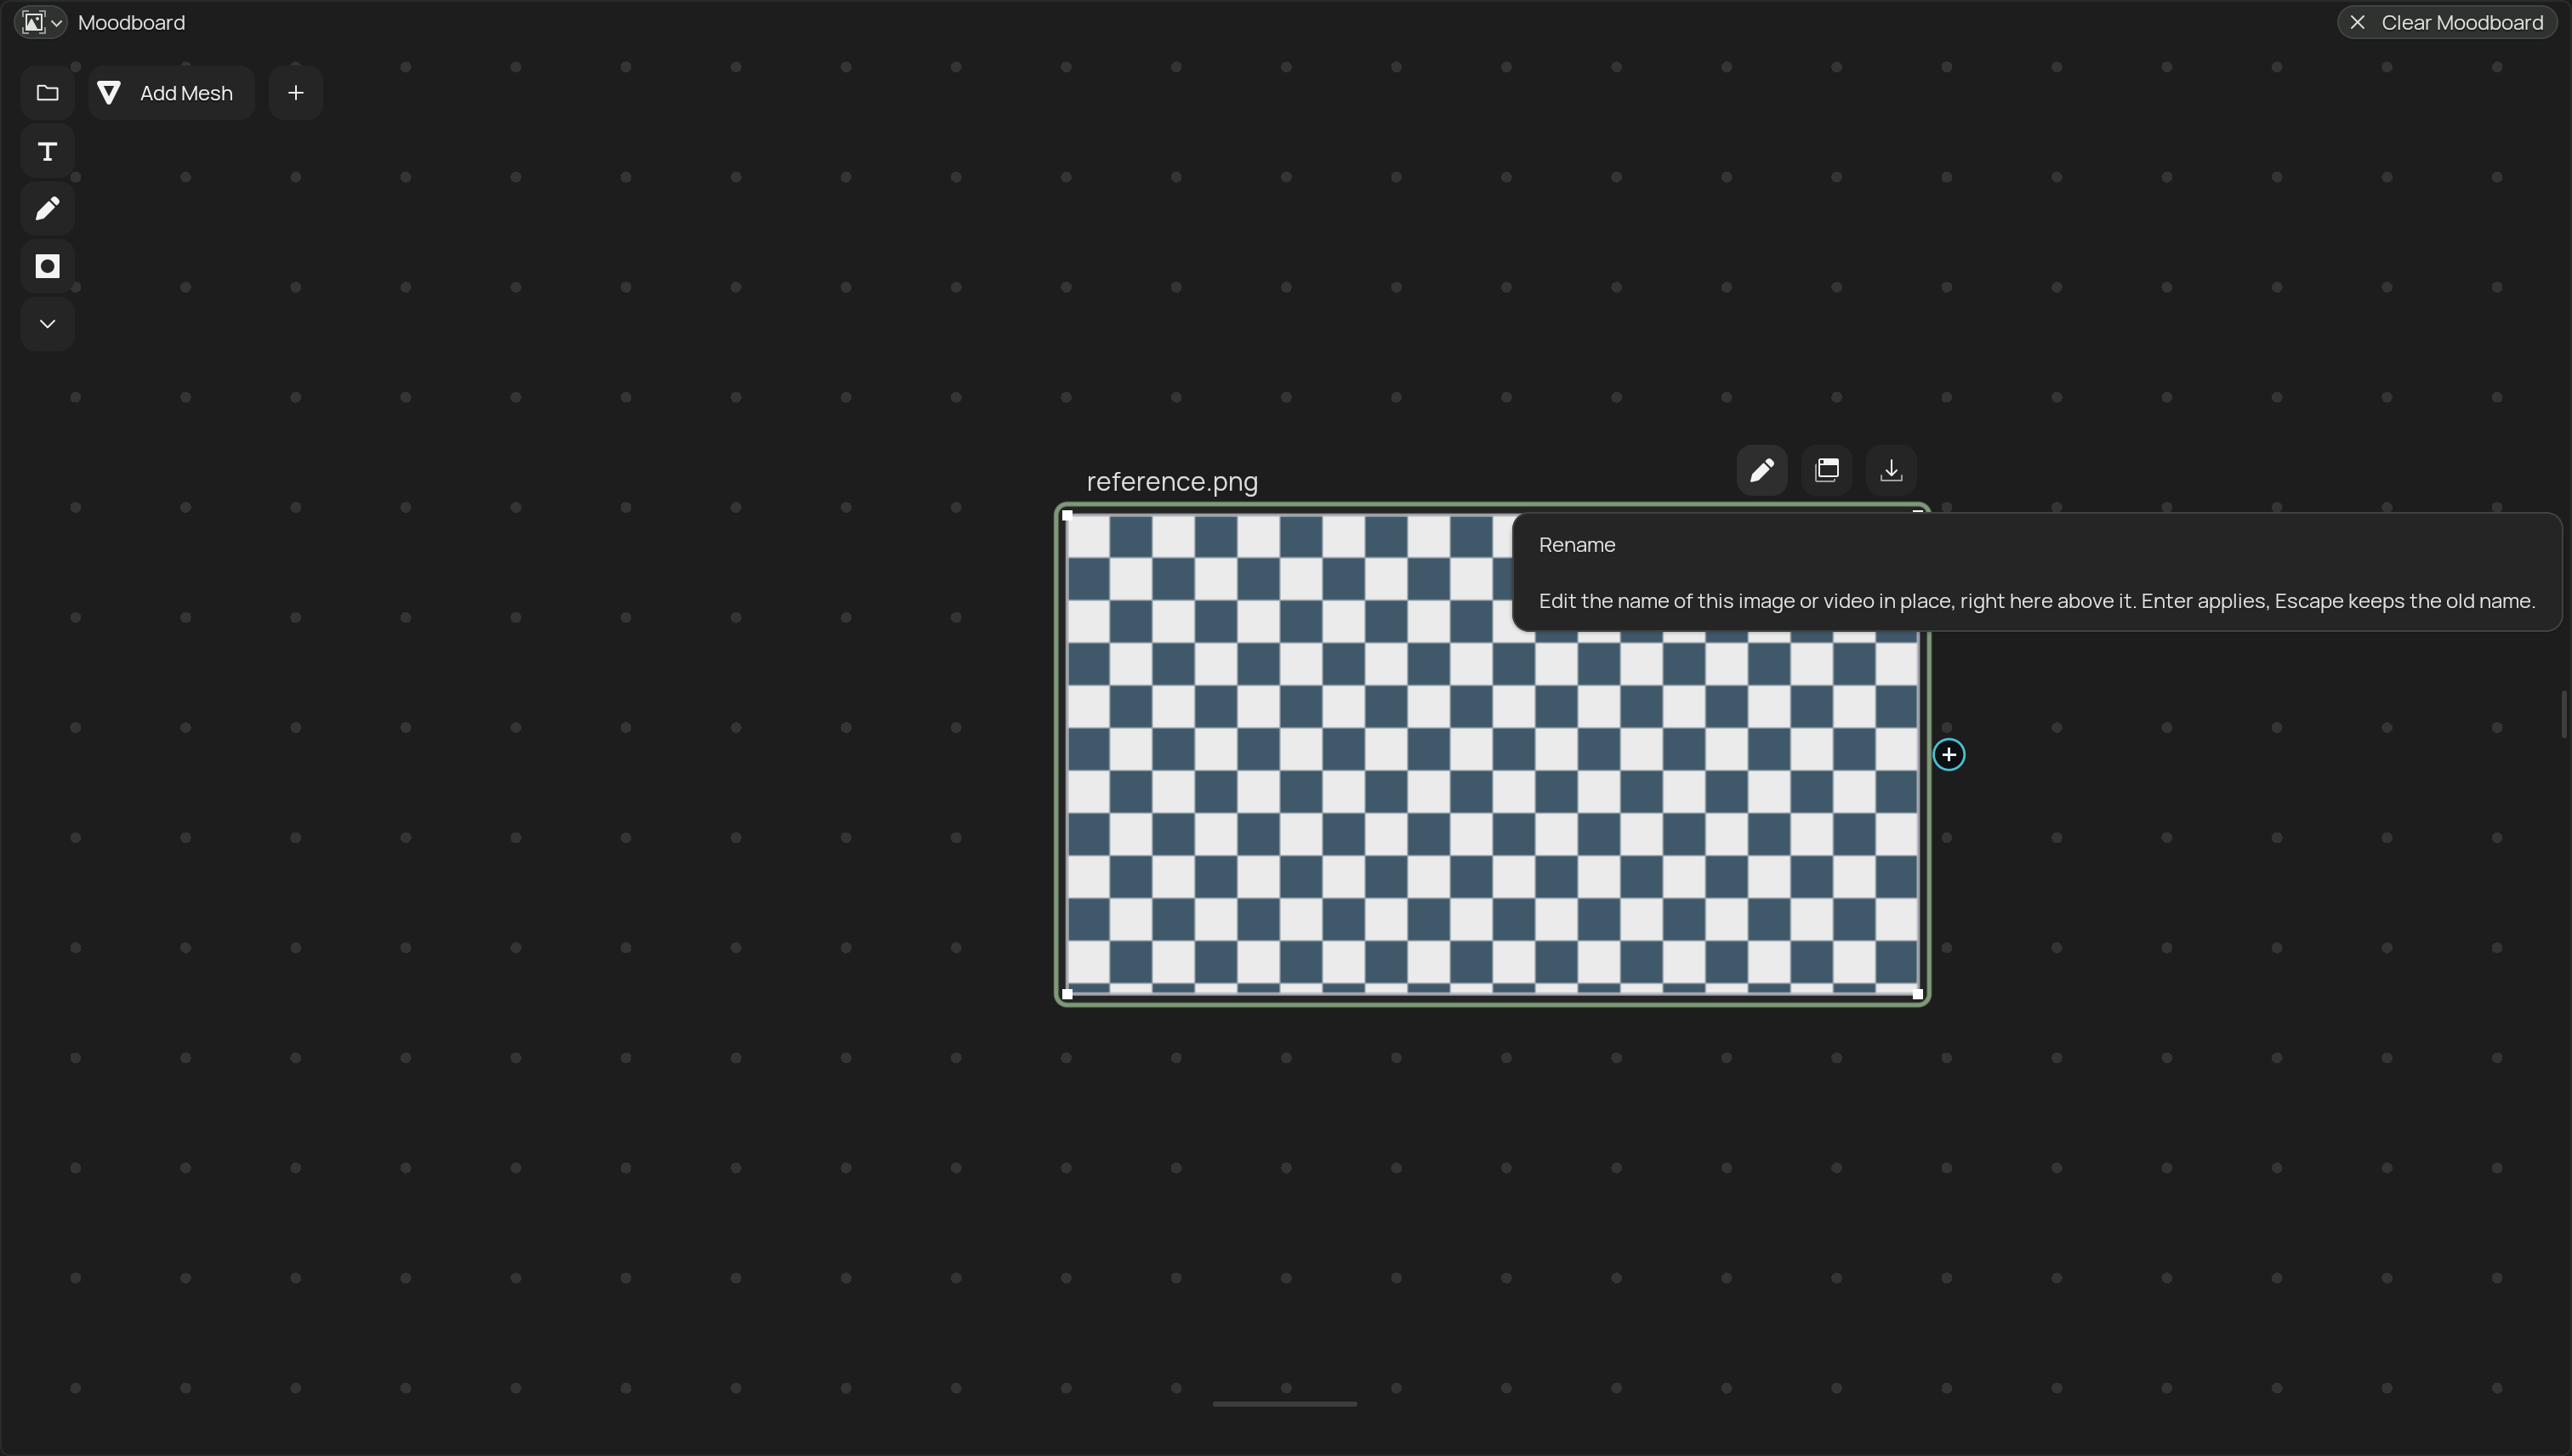 Moodboard
Clear Moodboard
Add Mesh
reference.png
Rename
Edit the name of this image or video in place, right here above it. Enter applies, Escape keeps the old name.